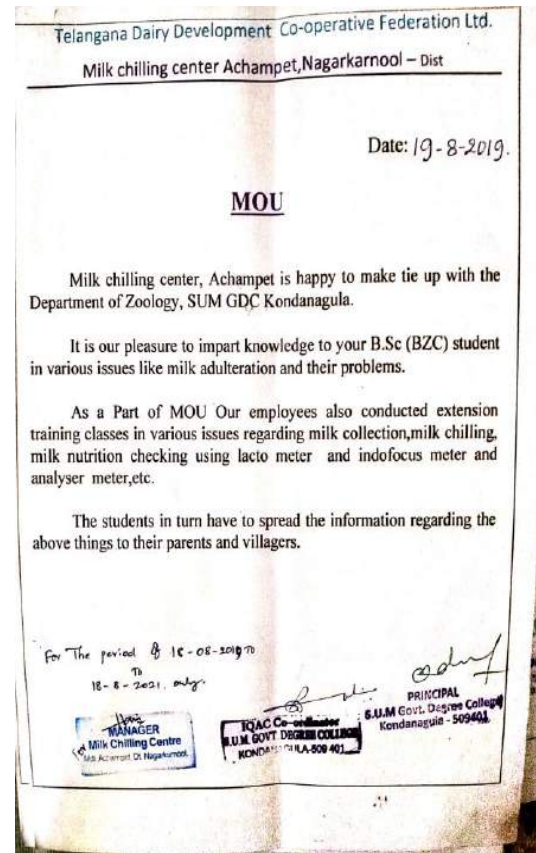 Telangana Dairy Development Co-operative Federation Ltd.
Milk chilling center Achampet,Nagarkarnool – Dist
Date: 19-8-2019.
MOU
Milk chilling center, Achampet is happy to make tie up with the
Department of Zoology, SUM GDC Kondanagula.
It is our pleasure to impart knowledge to your B.Sc (BZC) student
in various issues like milk adulteration and their problems.
As a Part of MOU Our employees also conducted extension
training classes in various issues regarding milk collection,milk chilling,
milk nutrition checking using lacto meter and indofocus meter and
analyser meter,etc.
The students in turn have to spread the information regarding the
above things to their parents and villagers.
For The period of 18-08-2019 To
To
18-8-2021. only.
MANAGER
Milk Chilling Centre
IQAC Co-ordinator
S.U.M. GOVT DEGREE COLLEGE
509 401
PRINCIPAL
S.U.M Govt. Degree College
Kondanagula - 509401.